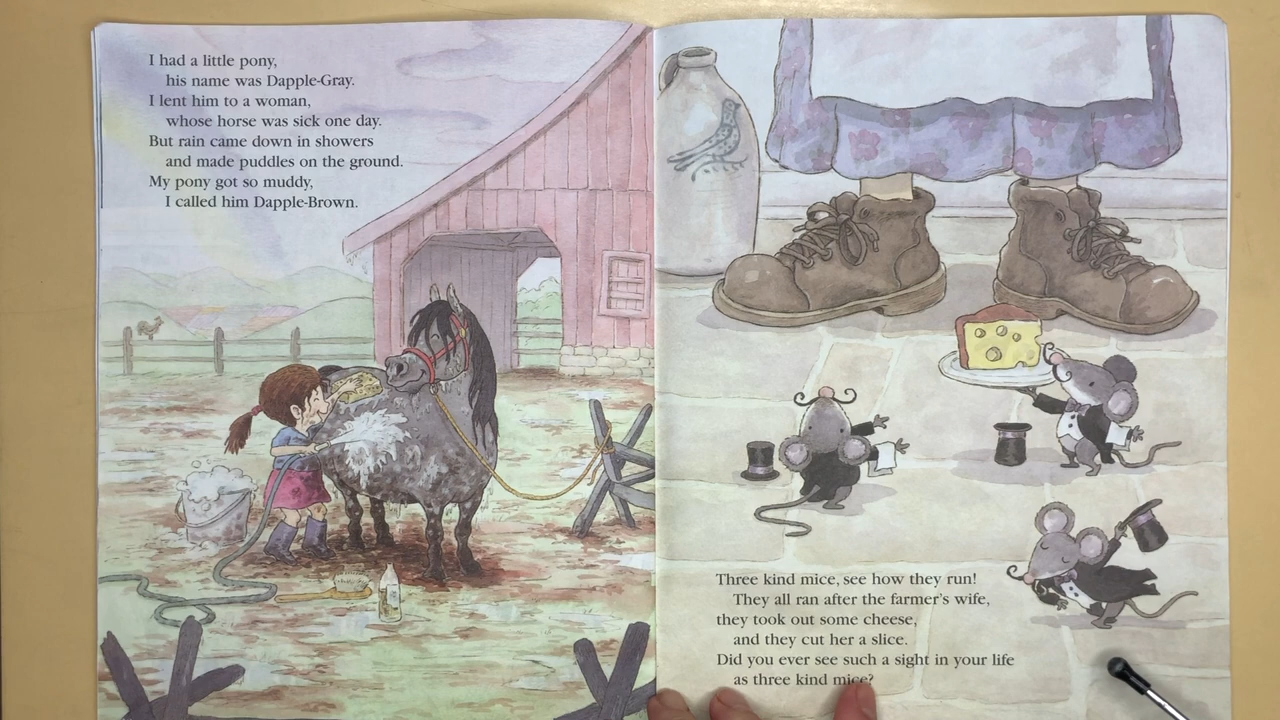 I had a little pony,
his name was Dapple-Gray.
I lent him to a woman,
whose horse was sick one day.
But rain came down in showers
and made puddles on the ground.
My pony got so muddy,
I called him Dapple-Brown.
Three kind mice, see how they run!
They all ran after the farmer's wife,
they took out some cheese,
and they cut her a slice.
Did you ever see such a sight in your life
as three kind mice?